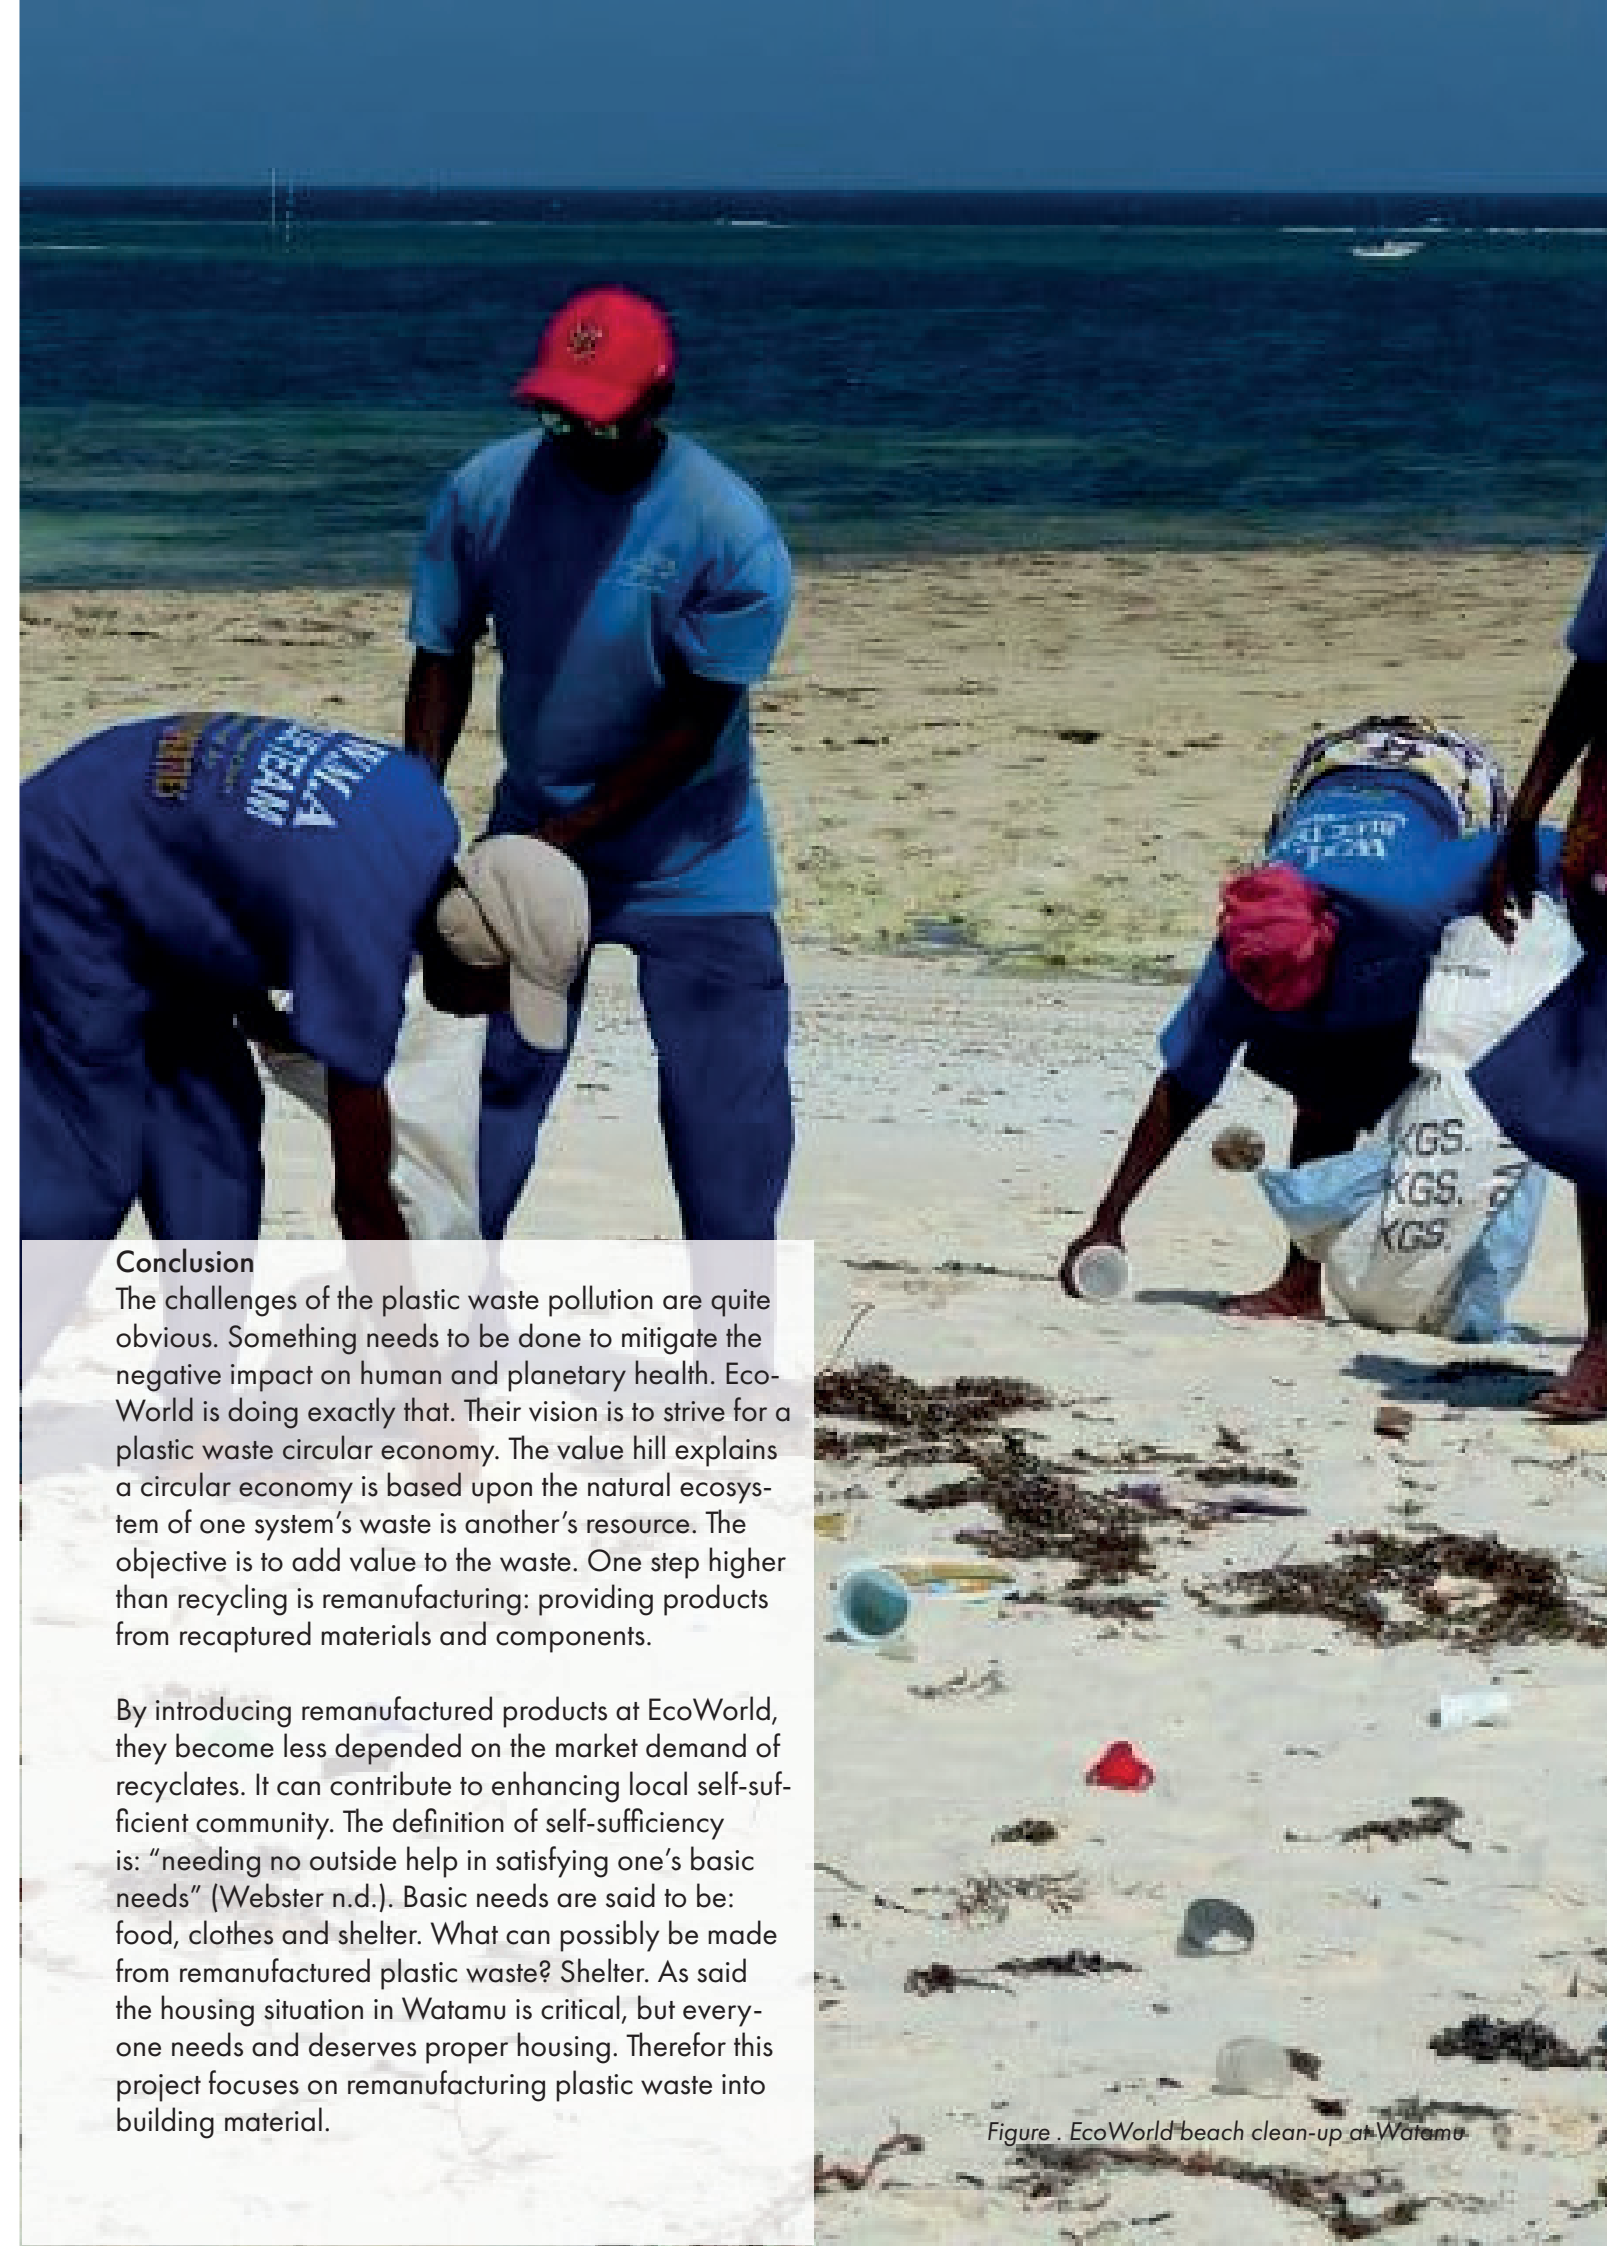 W.M.A
TEAM
KGS.
KGS.
KGS.
Conclusion
The challenges of the plastic waste pollution are quite
obvious. Something needs to be done to mitigate the
negative impact on human and planetary health. Eco-
World is doing exactly that. Their vision is to strive for a
plastic waste circular economy. The value hill explains
a circular economy is based upon the natural ecosys-
tem of one system’s waste is another’s resource. The
objective is to add value to the waste. One step higher
than recycling is remanufacturing: providing products
from recaptured materials and components.
By introducing remanufactured products at EcoWorld,
they become less depended on the market demand of
recyclates. It can contribute to enhancing local self-suf-
ficient community. The definition of self-sufficiency
is: “needing no outside help in satisfying one’s basic
needs” (Webster n.d.). Basic needs are said to be:
food, clothes and shelter. What can possibly be made
from remanufactured plastic waste? Shelter. As said
the housing situation in Watamu is critical, but every-
one needs and deserves proper housing. Therefor this
project focuses on remanufacturing plastic waste into
building material.
Figure . EcoWorld beach clean-up at Watamu